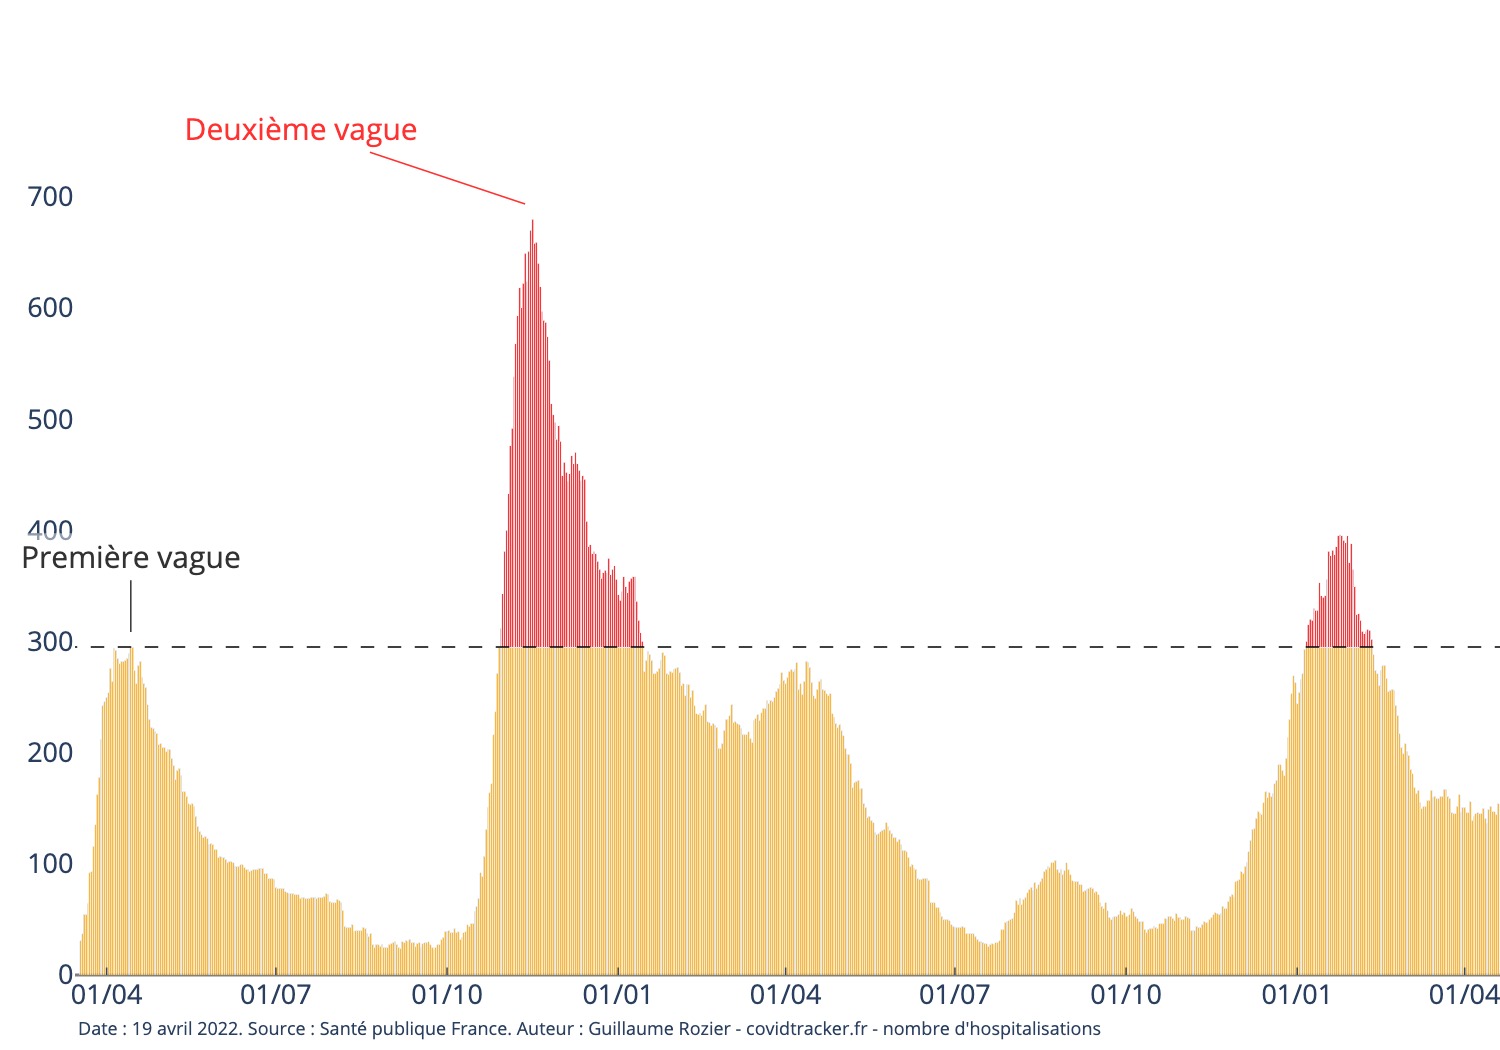 Deuxième vague
700
600
500
400
Première vague
300
200
100
0
01/04 01/07 01/10 01/01 01/04 01/07 01/10 01/01 01/04
Date : 19 avril 2022. Source : Santé publique France. Auteur : Guillaume Rozier - covidtracker.fr - nombre d'hospitalisations